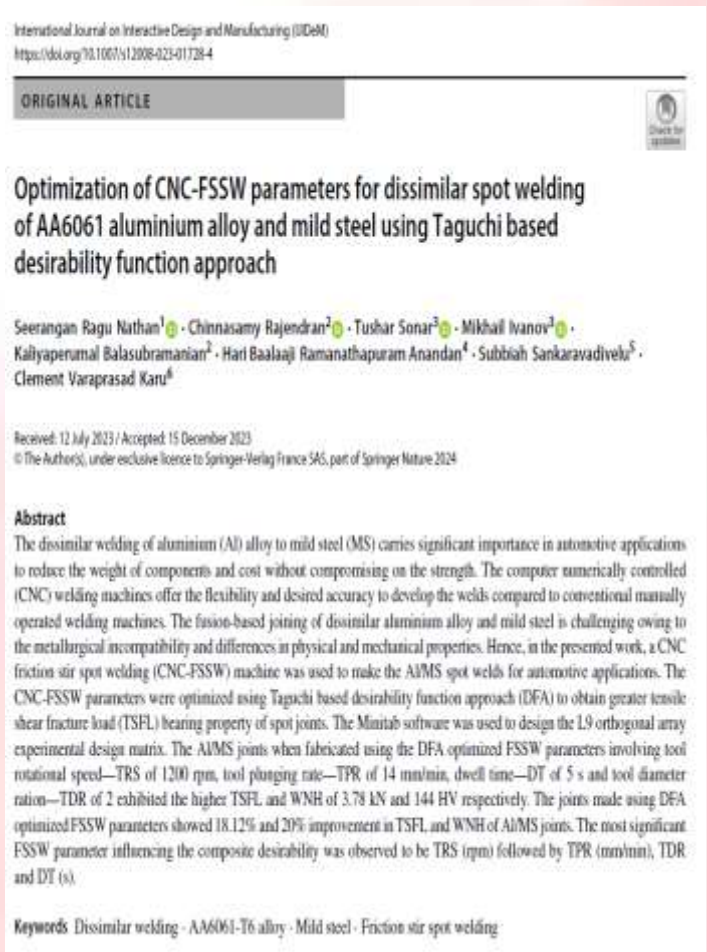 International Journal on Interactive Design and Manufacturing (IJIDeM)
https://doi.org/10.1007/s12008-023-01728-4
ORIGINAL ARTICLE
Check for
updates
Optimization of CNC-FSSW parameters for dissimilar spot welding
of AA6061 aluminium alloy and mild steel using Taguchi based
desirability function approach
Seerangan Ragu Nathan1 · Chinnasamy Rajendran2 · Tushar Sonar3 · Mikhail Ivanov3 ·
Kaliyaperumal Balasubramanian2 · Hari Baalaaji Ramanathapuram Anandan4 · Subbiah Sankaravadivelu5 ·
Clement Varaprasad Karu6
Received: 12 July 2023 / Accepted: 15 December 2023
© The Author(s), under exclusive licence to Springer-Verlag France SAS, part of Springer Nature 2024
Abstract
The dissimilar welding of aluminium (Al) alloy to mild steel (MS) carries significant importance in automotive applications
to reduce the weight of components and cost without compromising on the strength. The computer numerically controlled
(CNC) welding machines offer the flexibility and desired accuracy to develop the welds compared to conventional manually
operated welding machines. The fusion-based joining of dissimilar aluminium alloy and mild steel is challenging owing to
the metallurgical incompatibility and differences in physical and mechanical properties. Hence, in the presented work, a CNC
friction stir spot welding (CNC-FSSW) machine was used to make the Al/MS spot welds for automotive applications. The
CNC-FSSW parameters were optimized using Taguchi based desirability function approach (DFA) to obtain greater tensile
shear fracture load (TSFL) bearing property of spot joints. The Minitab software was used to design the L9 orthogonal array
experimental design matrix. The Al/MS joints when fabricated using the DFA optimized FSSW parameters involving tool
rotational speed—TRS of 1200 rpm, tool plunging rate—TPR of 14 mm/min, dwell time—DT of 5 s and tool diameter
ration—TDR of 2 exhibited the higher TSFL and WNH of 3.78 kN and 144 HV respectively. The joints made using DFA
optimized FSSW parameters showed 18.12% and 20% improvement in TSFL and WNH of Al/MS joints. The most significant
FSSW parameter influencing the composite desirability was observed to be TRS (rpm) followed by TPR (mm/min), TDR
and DT (s).
Keywords Dissimilar welding · AA6061-T6 alloy · Mild steel · Friction stir spot welding